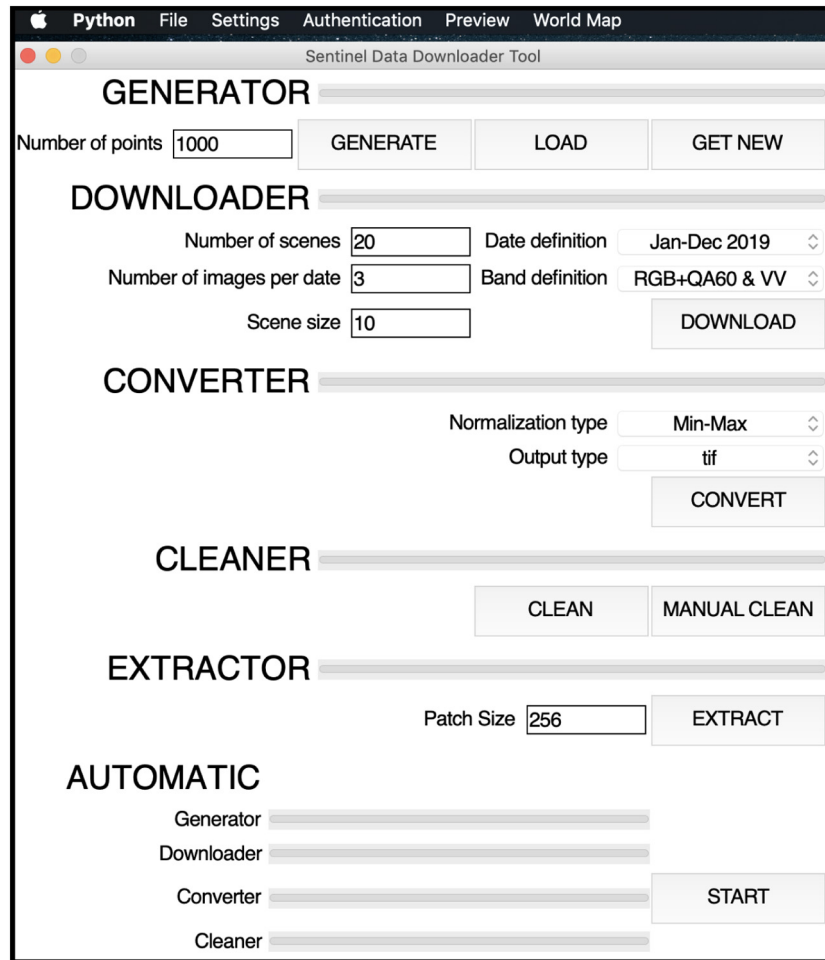 Python File Settings Authentication Preview World Map
Sentinel Data Downloader Tool
GENERATOR
Number of points 1000 GENERATE LOAD GET NEW
DOWNLOADER
Number of scenes 20 Date definition Jan-Dec 2019
Number of images per date 3 Band definition RGB+QA60 & VV
Scene size 10 DOWNLOAD
CONVERTER
Normalization type Min-Max
Output type tif
CONVERT
CLEANER
CLEAN MANUAL CLEAN
EXTRACTOR
Patch Size 256 EXTRACT
AUTOMATIC
Generator
Downloader
Converter START
Cleaner